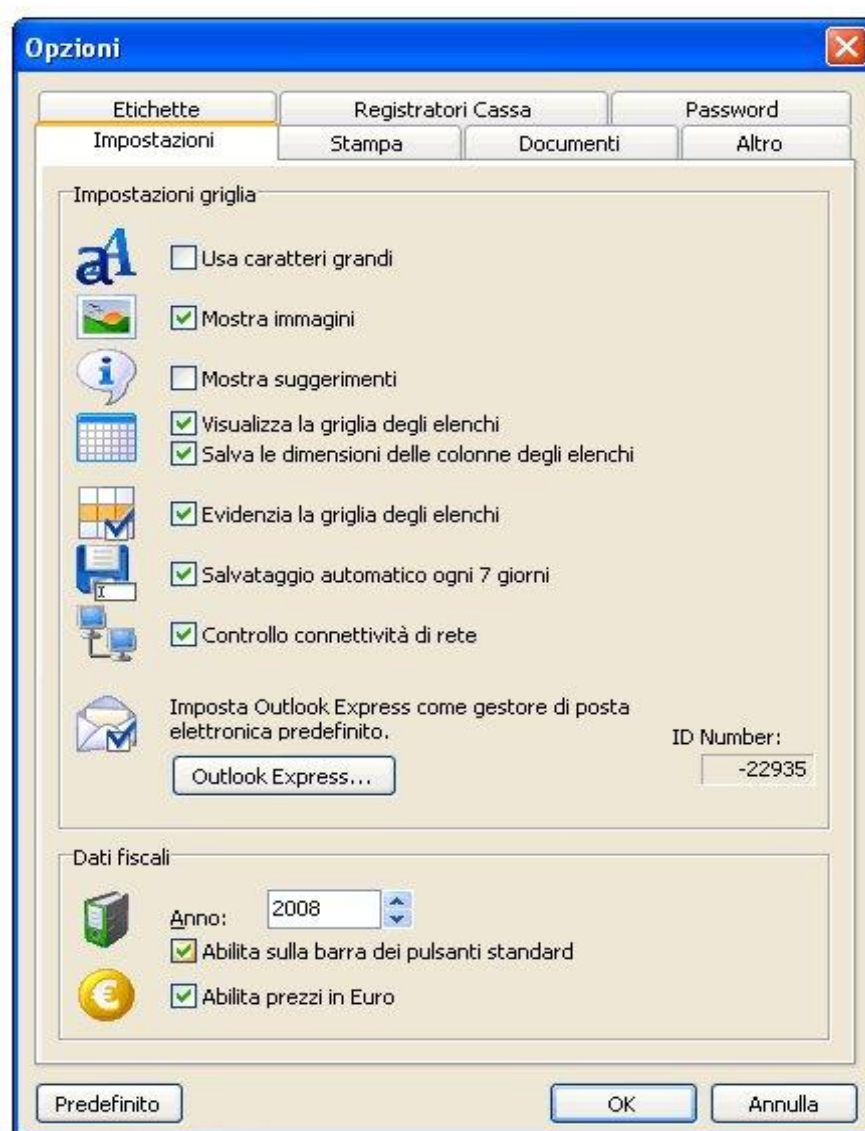 Opzioni
Etichette
Registratori Cassa
Password
Impostazioni
Stampa
Documenti
Altro
Impostazioni griglia
aA
Usa caratteri grandi
Mostra immagini
i
Mostra suggerimenti
Visualizza la griglia degli elenchi
Salva le dimensioni delle colonne degli elenchi
Evidenzia la griglia degli elenchi
Salvataggio automatico ogni 7 giorni
Controllo connettività di rete
Imposta Outlook Express come gestore di posta
elettronica predefinito.
ID Number:
Outlook Express...
-22935
Dati fiscali
Anno:
2008
Abilita sulla barra dei pulsanti standard
€
Abilita prezzi in Euro
Predefinito
OK
Annulla